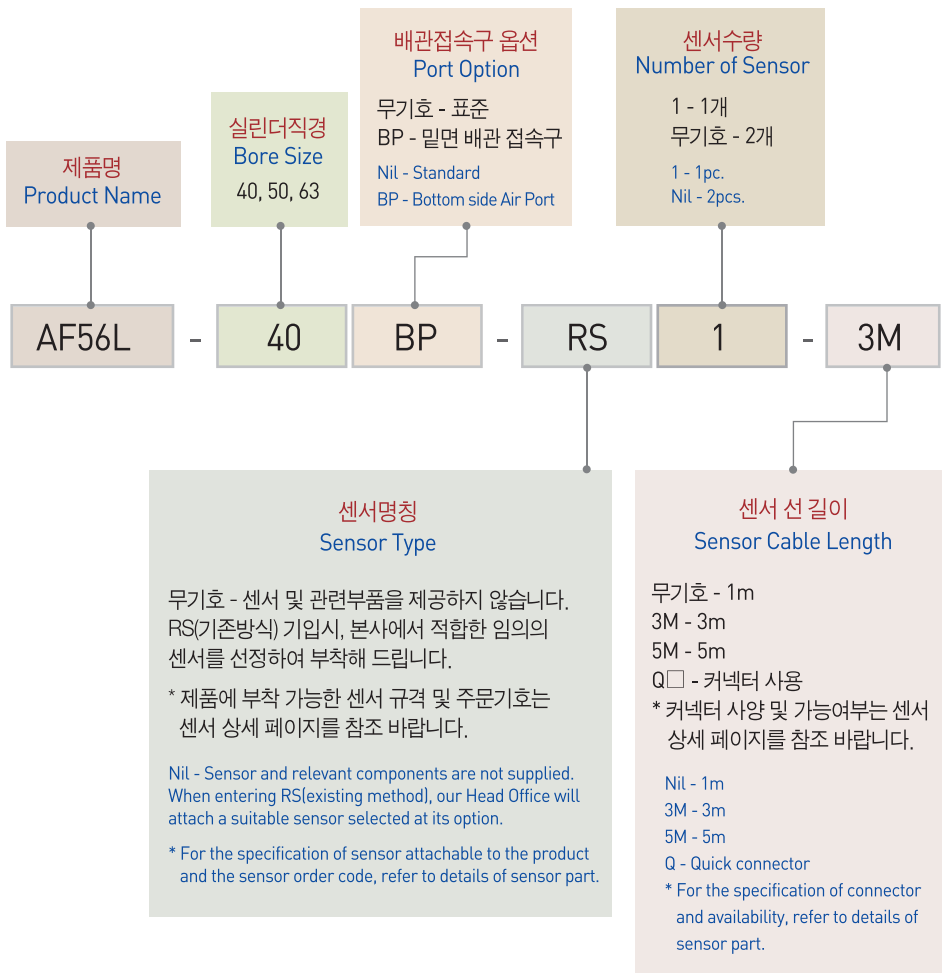 제품명
Product Name
실린더직경
Bore Size
40, 50, 63
배관접속구 옵션
Port Option
무기호 - 표준
BP - 밑면 배관 접속구
Nil - Standard
BP - Bottom side Air Port
센서수량
Number of Sensor
1 - 1개
무기호 - 2개
1 - 1pc.
Nil - 2pcs.
AF56L - 40 BP - RS 1 - 3M
센서명칭
Sensor Type
무기호 - 센서 및 관련부품을 제공하지 않습니다.
RS(기존방식) 기입시, 본사에서 적합한 임의의
센서를 선정하여 부착해 드립니다.
* 제품에 부착 가능한 센서 규격 및 주문기호는
센서 상세 페이지를 참조 바랍니다.
Nil - Sensor and relevant components are not supplied.
When entering RS(existing method), our Head Office will
attach a suitable sensor selected at its option.
* For the specification of sensor attachable to the product
and the sensor order code, refer to details of sensor part.
센서 선 길이
Sensor Cable Length
무기호 - 1m
3M - 3m
5M - 5m
Q□ - 커넥터 사용
* 커넥터 사양 및 가능여부는 센서
상세 페이지를 참조 바랍니다.
Nil - 1m
3M - 3m
5M - 5m
Q - Quick connector
* For the specification of connector
and availability, refer to details of
sensor part.